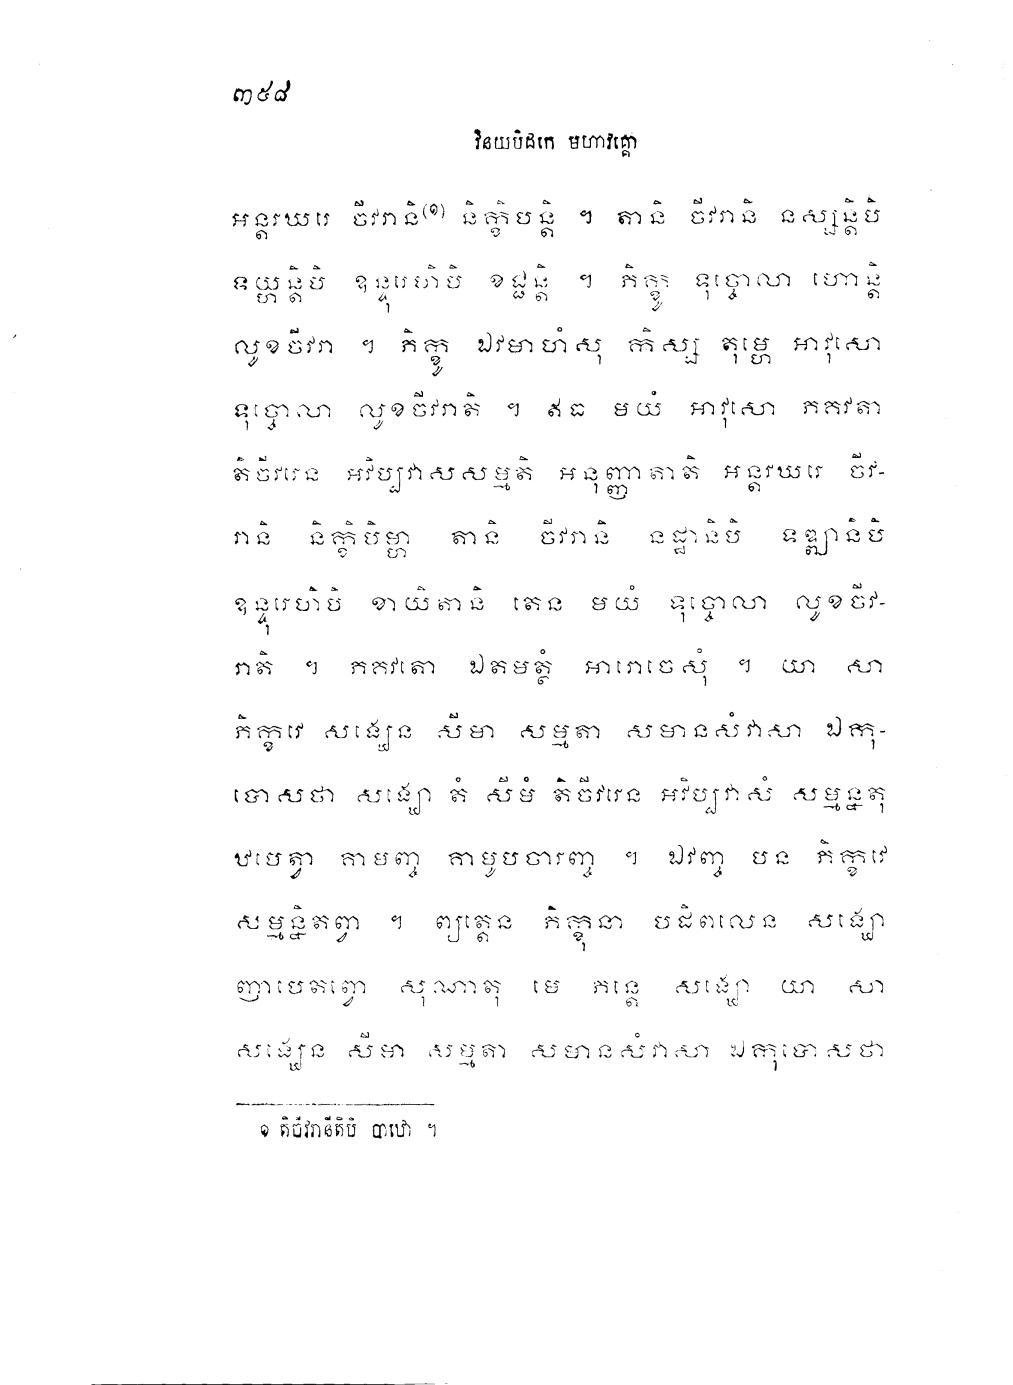 ៣៥៨
វិនយបិដកេ មហាវគ្គោ
អន្តរឃរេ ចីវរានិ(១) និក្ខិបន្តិ ។ តានិ ចីវរានិ នស្សន្តិបិ
ទយ្ហន្តិបិ ឧន្ទុរេហិបិ ខជ្ជន្តិ ។ ភិក្ខូ ទុច្ចោលា ហោន្តិ
លូខចីវរា ។ ភិក្ខូ ឯវមាហំសុ កិស្ស តុម្ហេ អាវុសោ
ទុច្ចោលា លូខចីវរាតិ ។ ឥធ មយំ អាវុសោ ភគវតា
តិចីវរេន អវិប្បវាសសម្មតិ អនុញ្ញាតាតិ អន្តរឃរេ ចីវ-
រានិ និក្ខិបិម្ហា តានិ ចីវរានិ នដ្ឋានិបិ ទឌ្ឍានិបិ
ឧន្ទុរេហិបិ ខាយិតានិ តេន មយំ ទុច្ចោលា លូខចីវ-
រាតិ ។ ភគវតោ ឯតមត្ថំ អារោចេសុំ ។ យា សា
ភិក្ខវេ សង្ឃេន សីមា សម្មតា សមានសំវាសា ឯកុ-
បោសថា សង្ឃោ តំ សីមំ តិចីវរេន អវិប្បវាសំ សម្មន្នតុ
ឋបេត្វា គាមញ្ច គាមូបចារញ្ច ។ ឯវញ្ច បន ភិក្ខវេ
សម្មន្និតព្វា ។ ព្យត្តេន ភិក្ខុនា បដិពលេន សង្ឃោ
ញាបេតព្វោ សុណាតុ មេ ភន្តេ សង្ឃោ យា សា
សង្ឃេន សីមា សម្មតា សមានសំវាសា ឯកុបោសថា
១ តិចីវរានីតិបិ បាឋោ ។